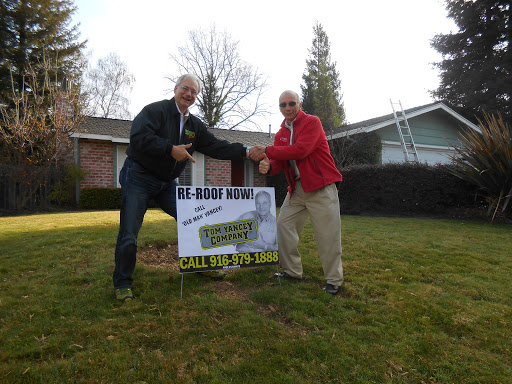 RE-ROOF NOW!
CALL
'OLD MAN' YANCEY!
TOM YANCEY
COMPANY
CALL 916-979-1888